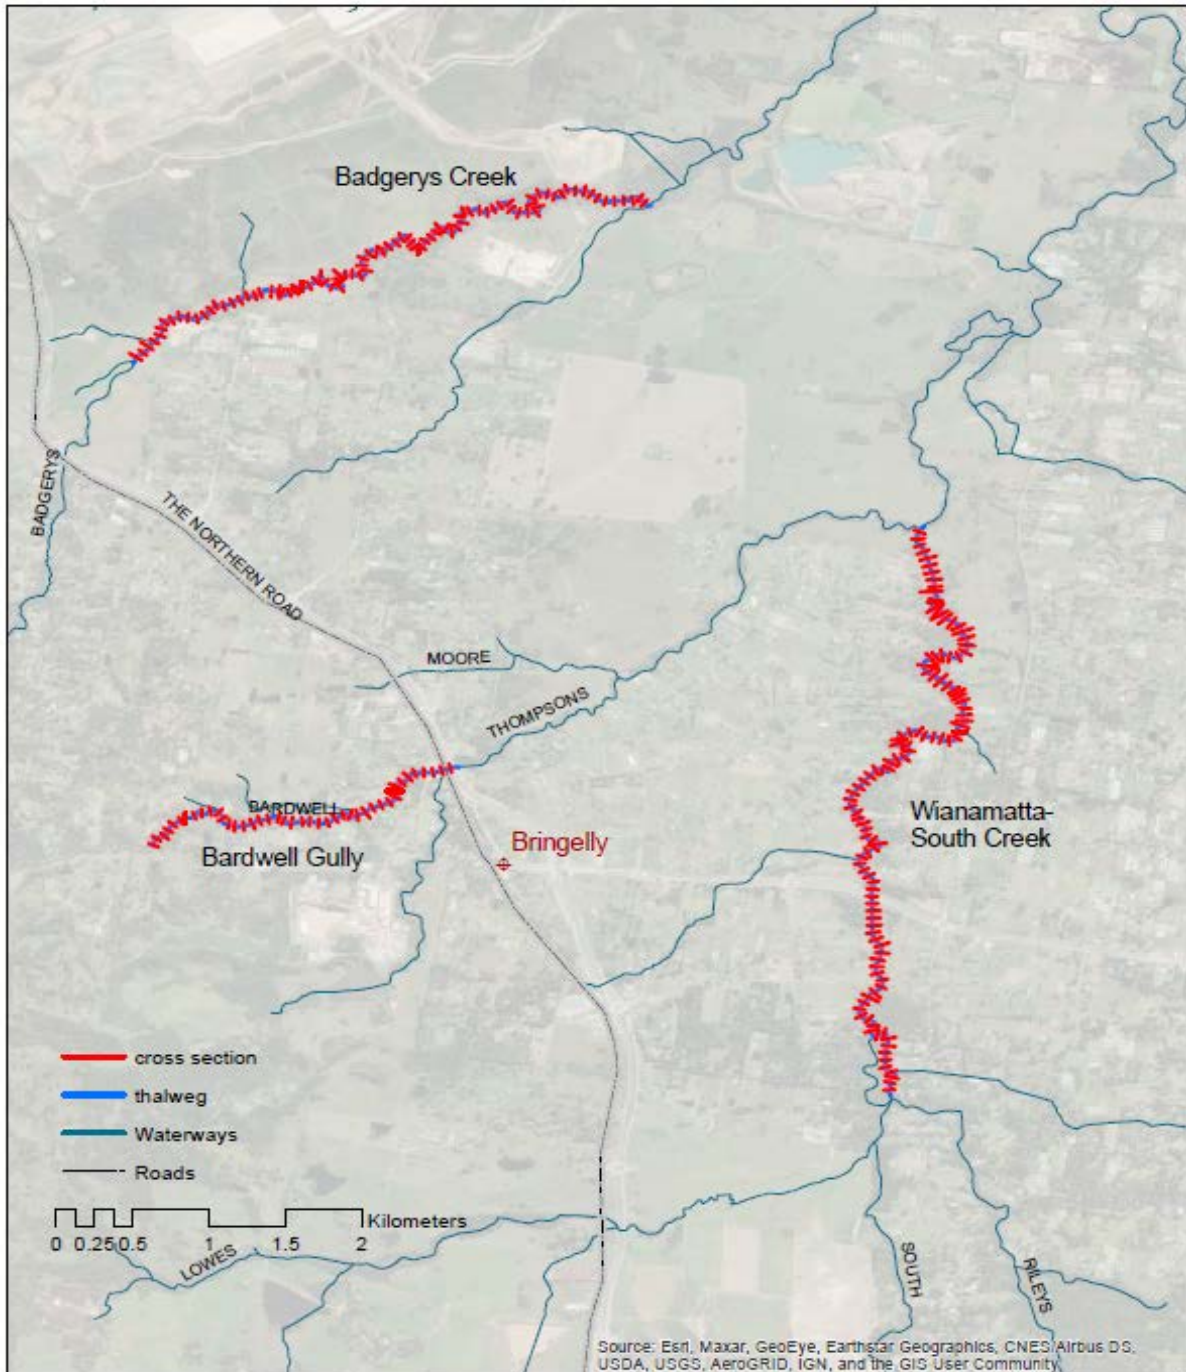 Badgerys Creek
BADGERYS
THE NORTHERN ROAD
MOORE
THOMPSONS
BARDWELL
Bardwell Gully
Bringelly
Wianamatta-
South Creek
cross section
thalweg
Waterways
Roads
Kilometers
0 0.25 0.5 1 1.5 2
LOWES
SOUTH
RILEYS
Source: Esri, Maxar, GeoEye, Earthstar Geographics, CNES/Airbus DS,
USDA, USGS, AeroGRID, IGN, and the GIS User Community